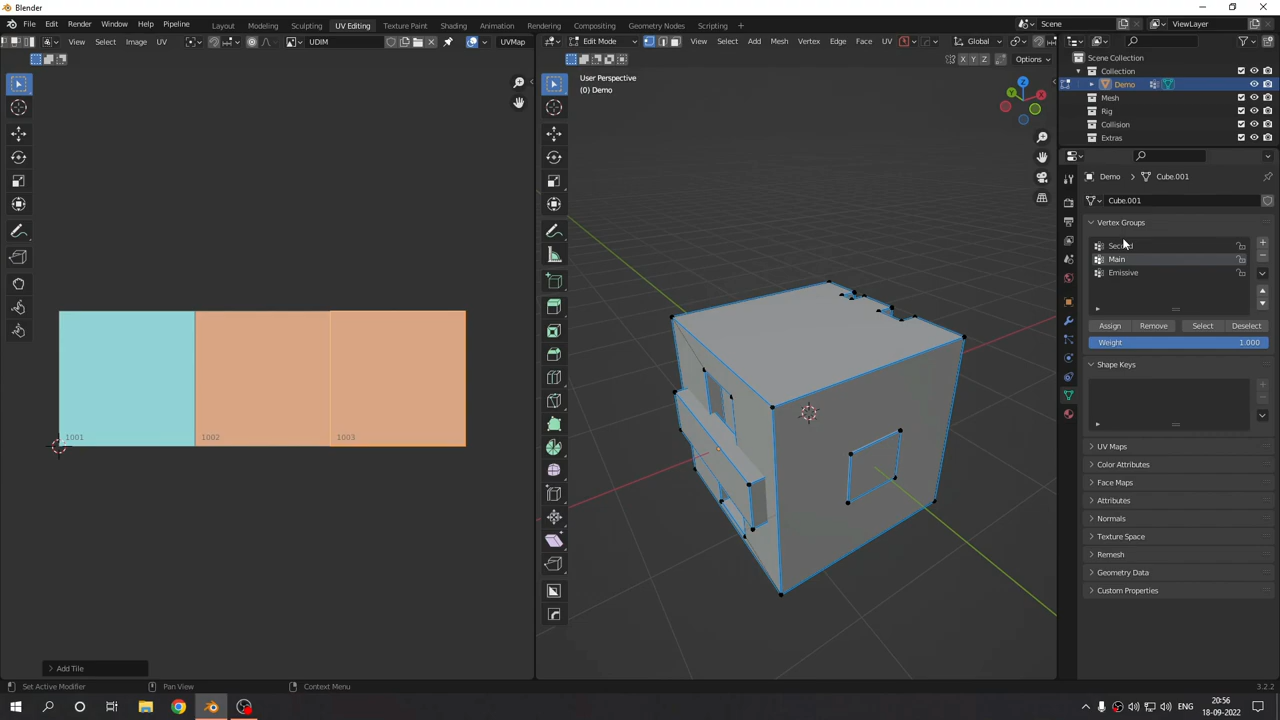 Blender
File Edit Render Window Help Pipeline Layout Modeling Sculpting UV Editing Texture Paint Shading Animation Rendering Compositing Geometry Nodes Scripting + Scene ViewLayer
View Select Image UV UDIM UVMap Edit Mode View Select Add Mesh Vertex Edge Face UV Global
X Y Z Options
User Perspective
(0) Demo
Scene Collection
Collection
Demo
Mesh
Rig
Collision
Extras
Demo Cube.001
Cube.001
Vertex Groups
Second
Main
Emissive
Assign Remove Select Deselect
Weight 1.000
Shape Keys
UV Maps
Color Attributes
Face Maps
Attributes
Normals
Texture Space
Remesh
Geometry Data
Custom Properties
Z
Y X
1001 1002 1003
Add Tile
Set Active Modifier Pan View Context Menu 3.2.2
ENG 20:56
18-09-2022